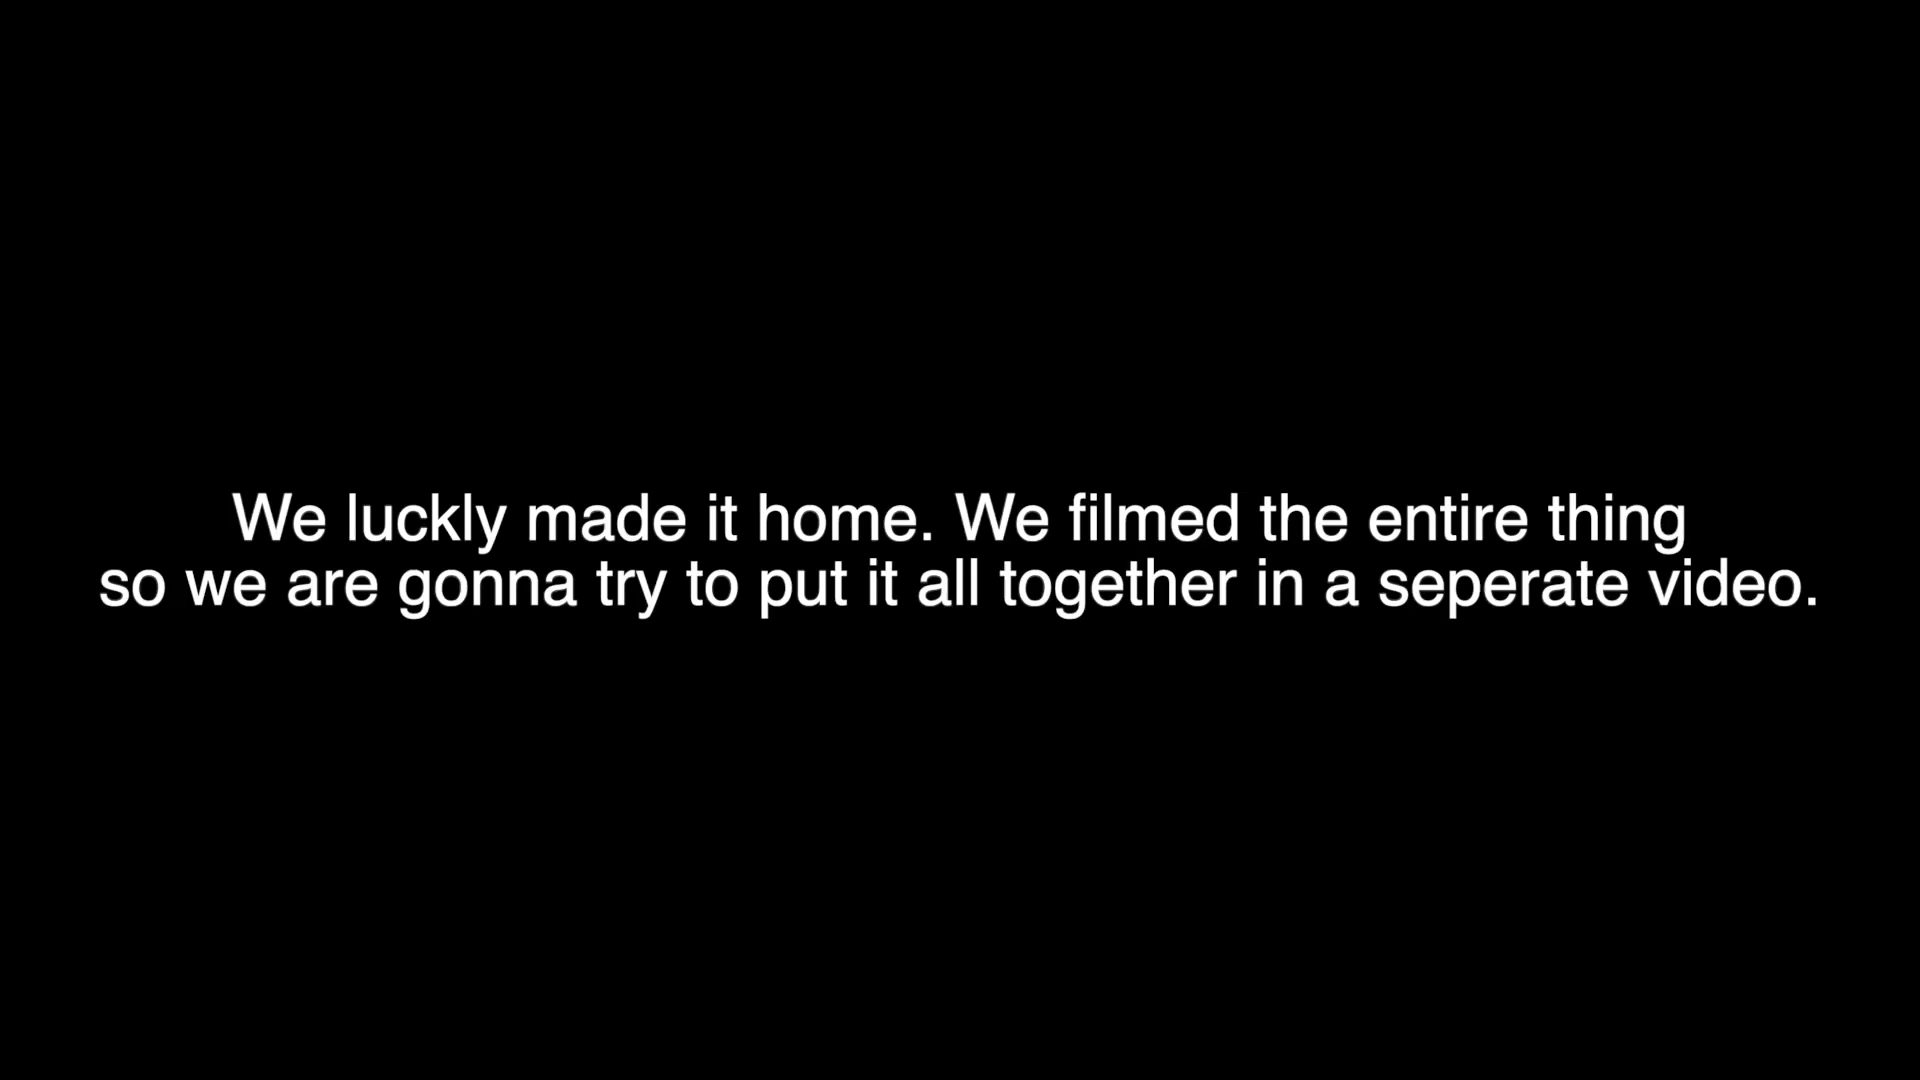 We luckly made it home. We filmed the entire thing
so we are gonna try to put it all together in a seperate video.